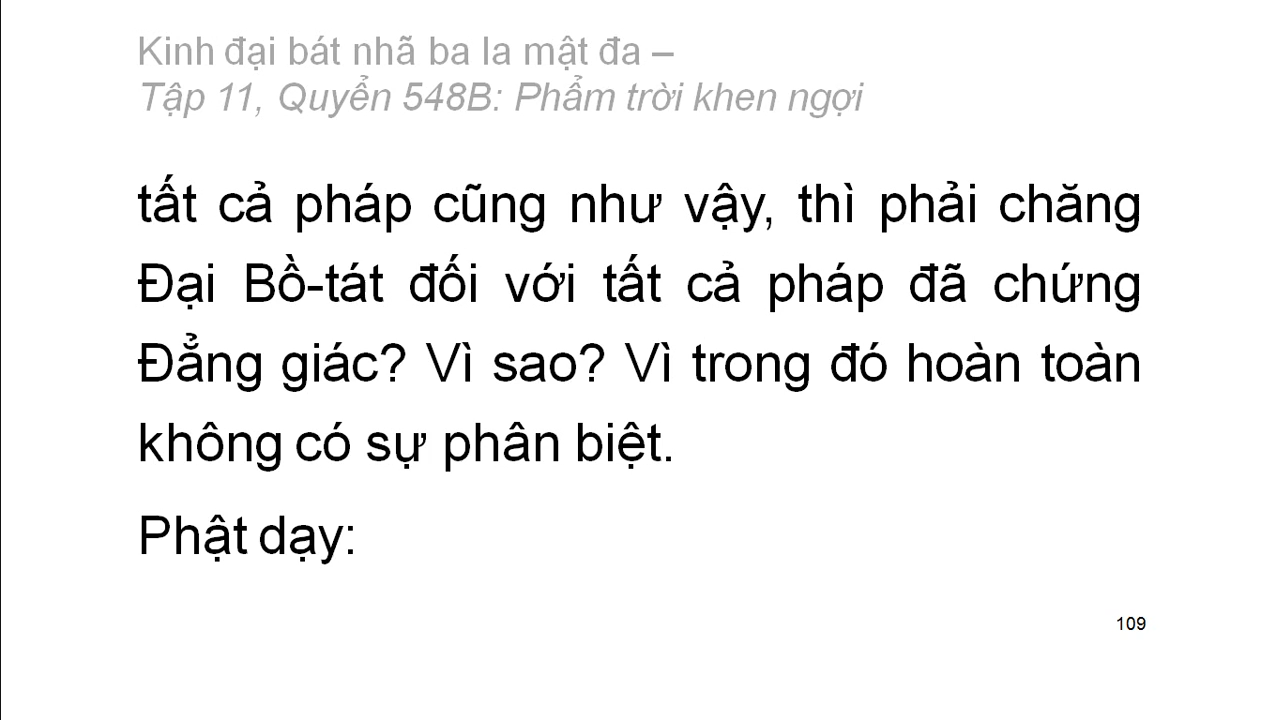 Kinh đại bát nhã ba la mật đa –
Tập 11, Quyển 548B: Phẩm trời khen ngợi
tất cả pháp cũng như vậy, thì phải chăng
Đại Bồ-tát đối với tất cả pháp đã chứng
Đẳng giác? Vì sao? Vì trong đó hoàn toàn
không có sự phân biệt.
Phật dạy:
109